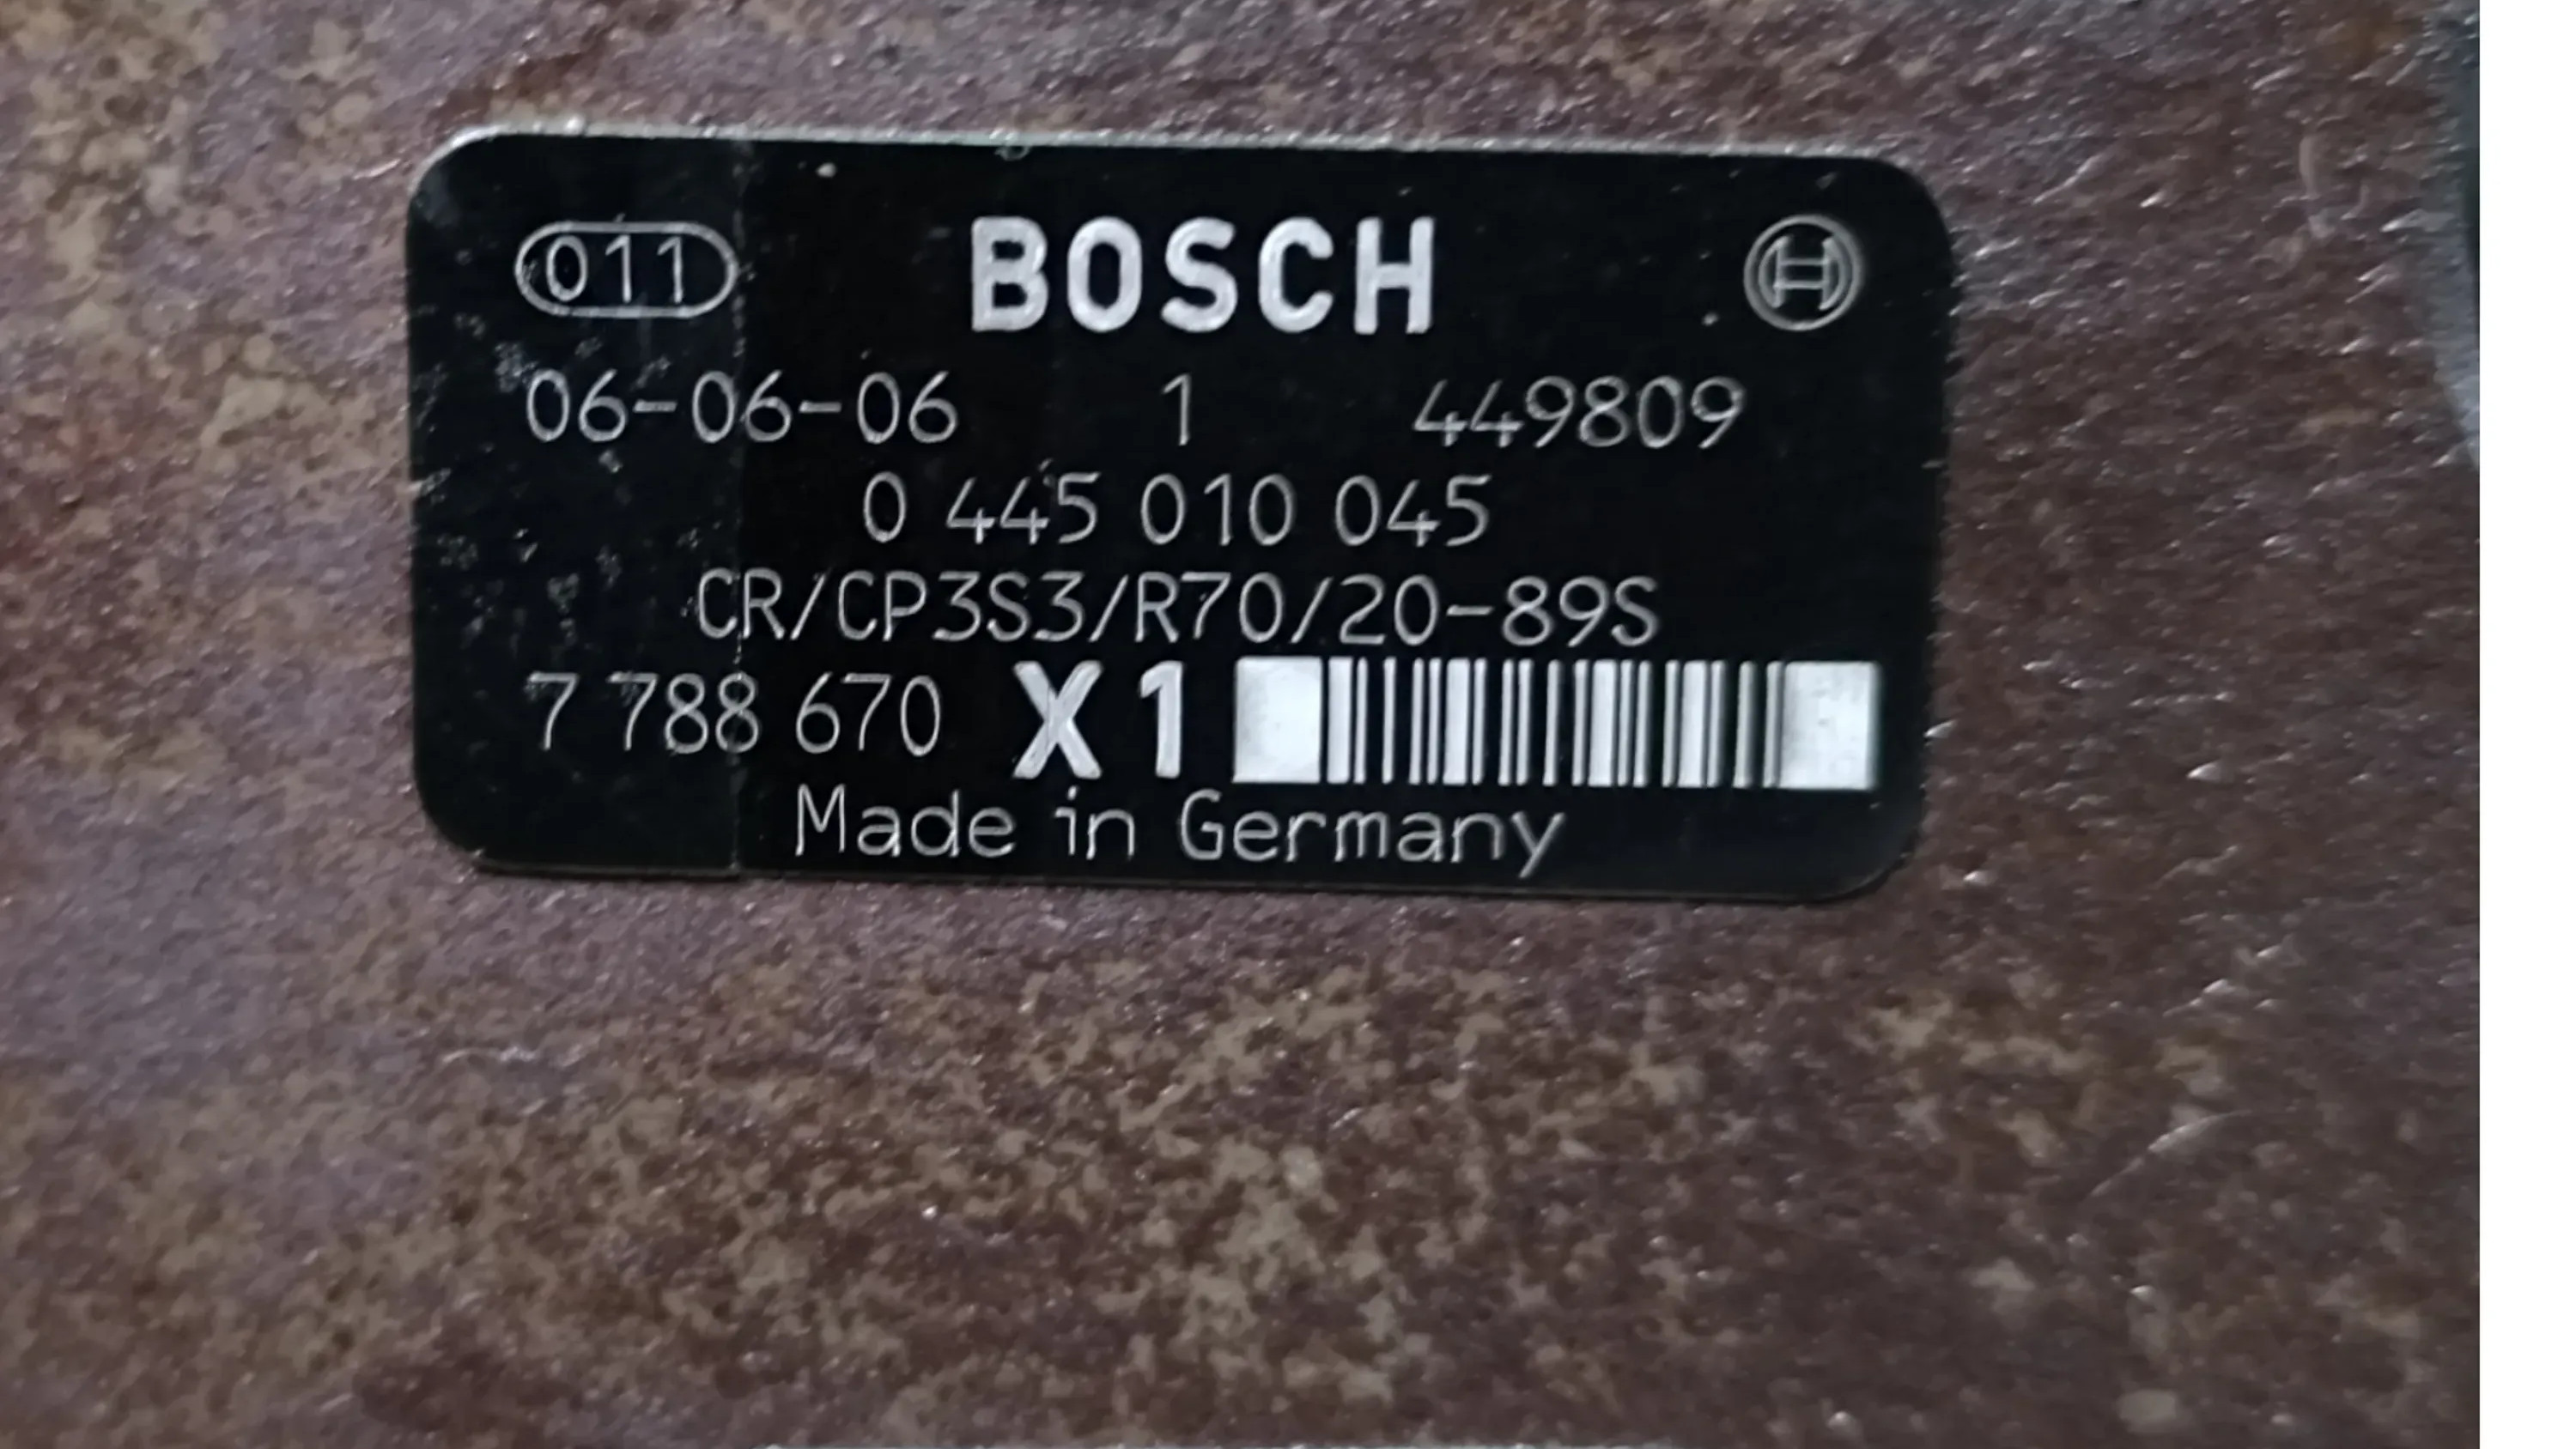 011 BOSCH
06-06-06 1 449809
0 445 010 045
CR/CP3S3/R70/20-89S
7 788 670 X1
Made in Germany